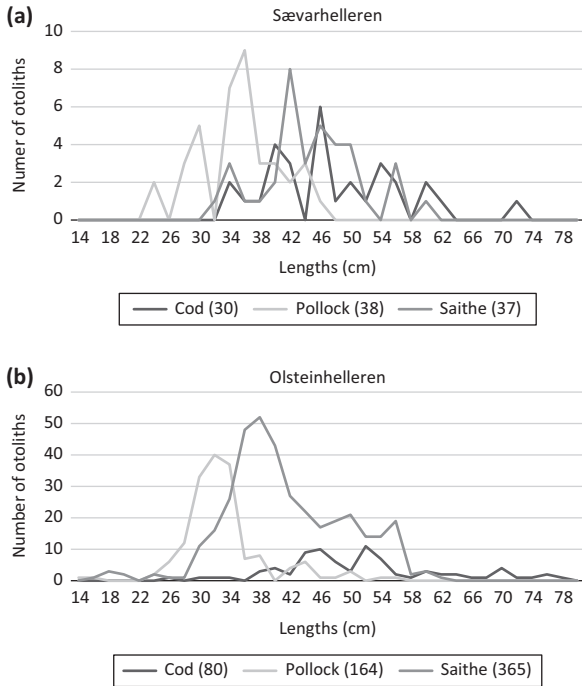 (a)
Sævarhelleren
10
8
6
4
2
0
Numer of otoliths
14 18 22 26 30 34 38 42 46 50 54 58 62 66 70 74 78
Lengths (cm)
Cod (30) Pollock (38) Saithe (37)
(b)
Olsteinhelleren
60
50
40
30
20
10
0
Number of otoliths
14 18 22 26 30 34 38 42 46 50 54 58 62 66 70 74 78
Lengths (cm)
Cod (80) Pollock (164) Saithe (365)